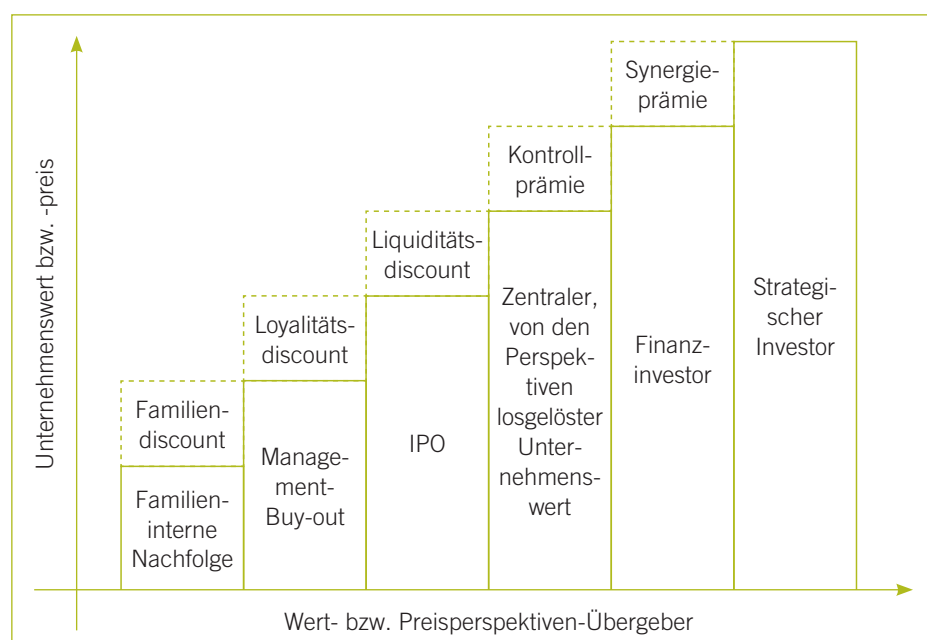 Unternehmenswert bzw. -preis
Familien-
discount
Familien-
interne
Nachfolge
Loyalitäts-
discount
Manage-
ment-
Buy-out
Liquiditäts-
discount
IPO
Kontroll-
prämie
Zentraler,
von den
Perspek-
tiven
losgelöster
Unter-
nehmens-
wert
Synergie-
prämie
Finanz-
investor
Strategi-
scher
Investor
Wert- bzw. Preisperspektiven-Übergeber